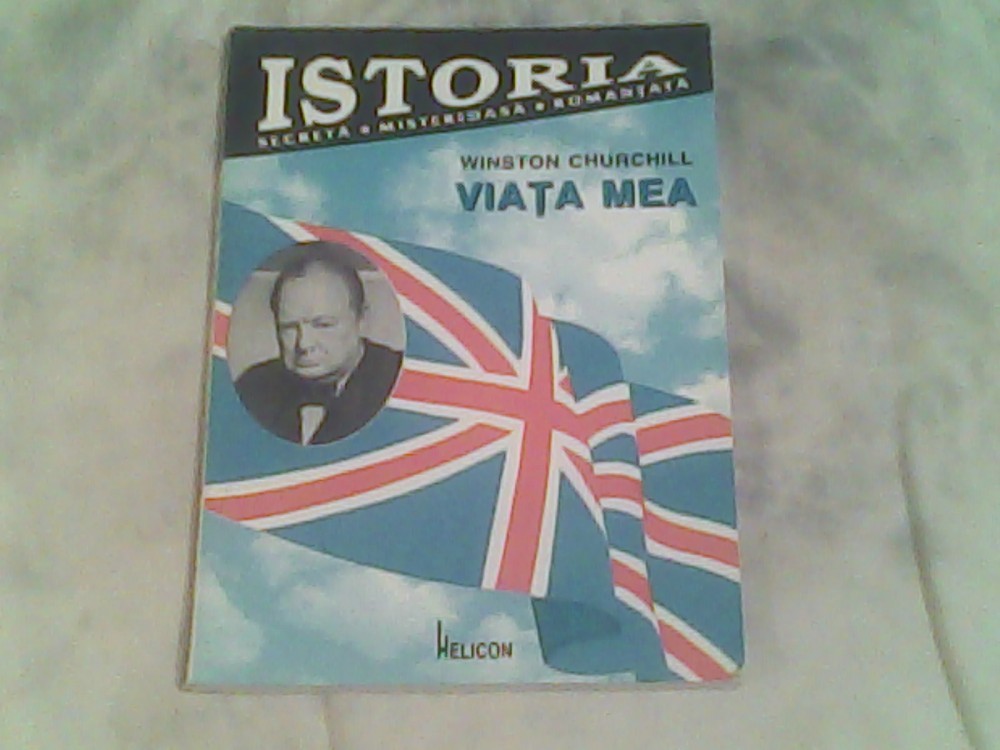 ISTORIA
SECRETĂ • MISTERIOASĂ • ROMANȚATĂ
WINSTON CHURCHILL
VIAȚA MEA
HELICON